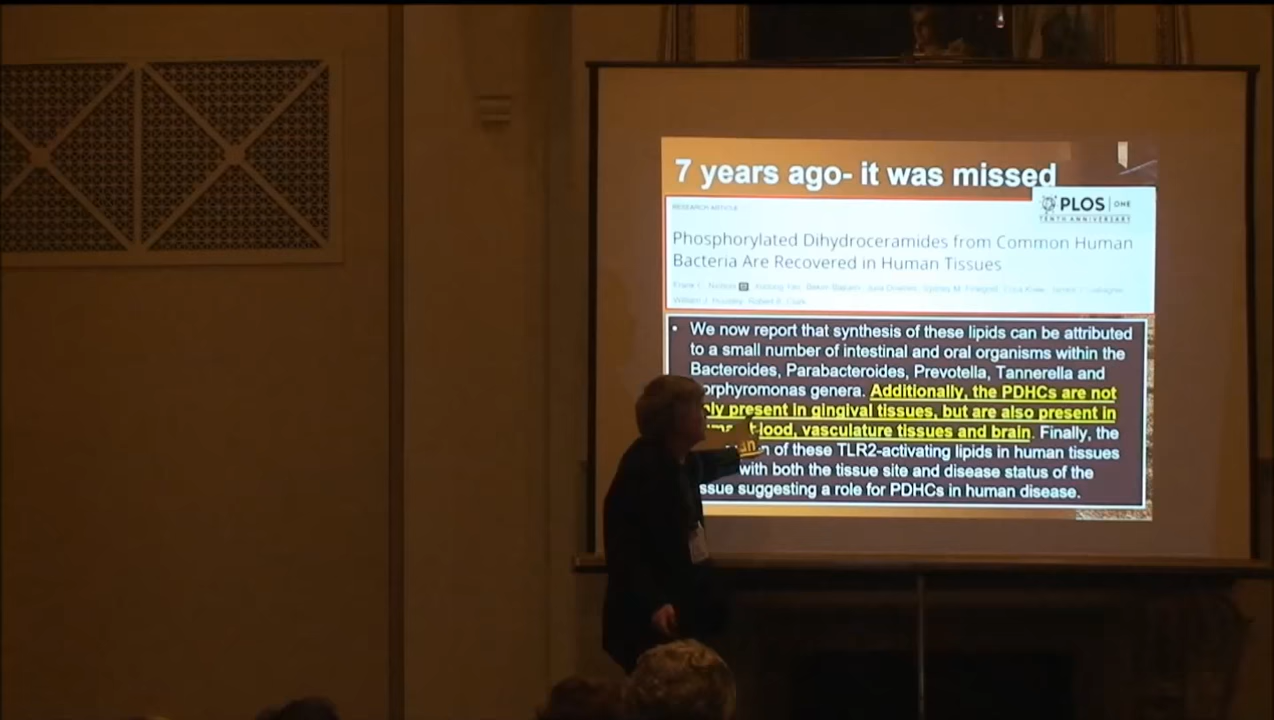 7 years ago- it was missed
RESEARCH ARTICLE
PLOS | ONE
TENTH ANNIVERSARY
Phosphorylated Dihydroceramides from Common Human
Bacteria Are Recovered in Human Tissues
• We now report that synthesis of these lipids can be attributed
to a small number of intestinal and oral organisms within the
Bacteroides, Parabacteroides, Prevotella, Tannerella and
orphyromonas genera. Additionally, the PDHCs are not
ly present in gingival tissues, but are also present in
lood, vasculature tissues and brain. Finally, the
n of these TLR2-activating lipids in human tissues
with both the tissue site and disease status of the
ssue suggesting a role for PDHCs in human disease.